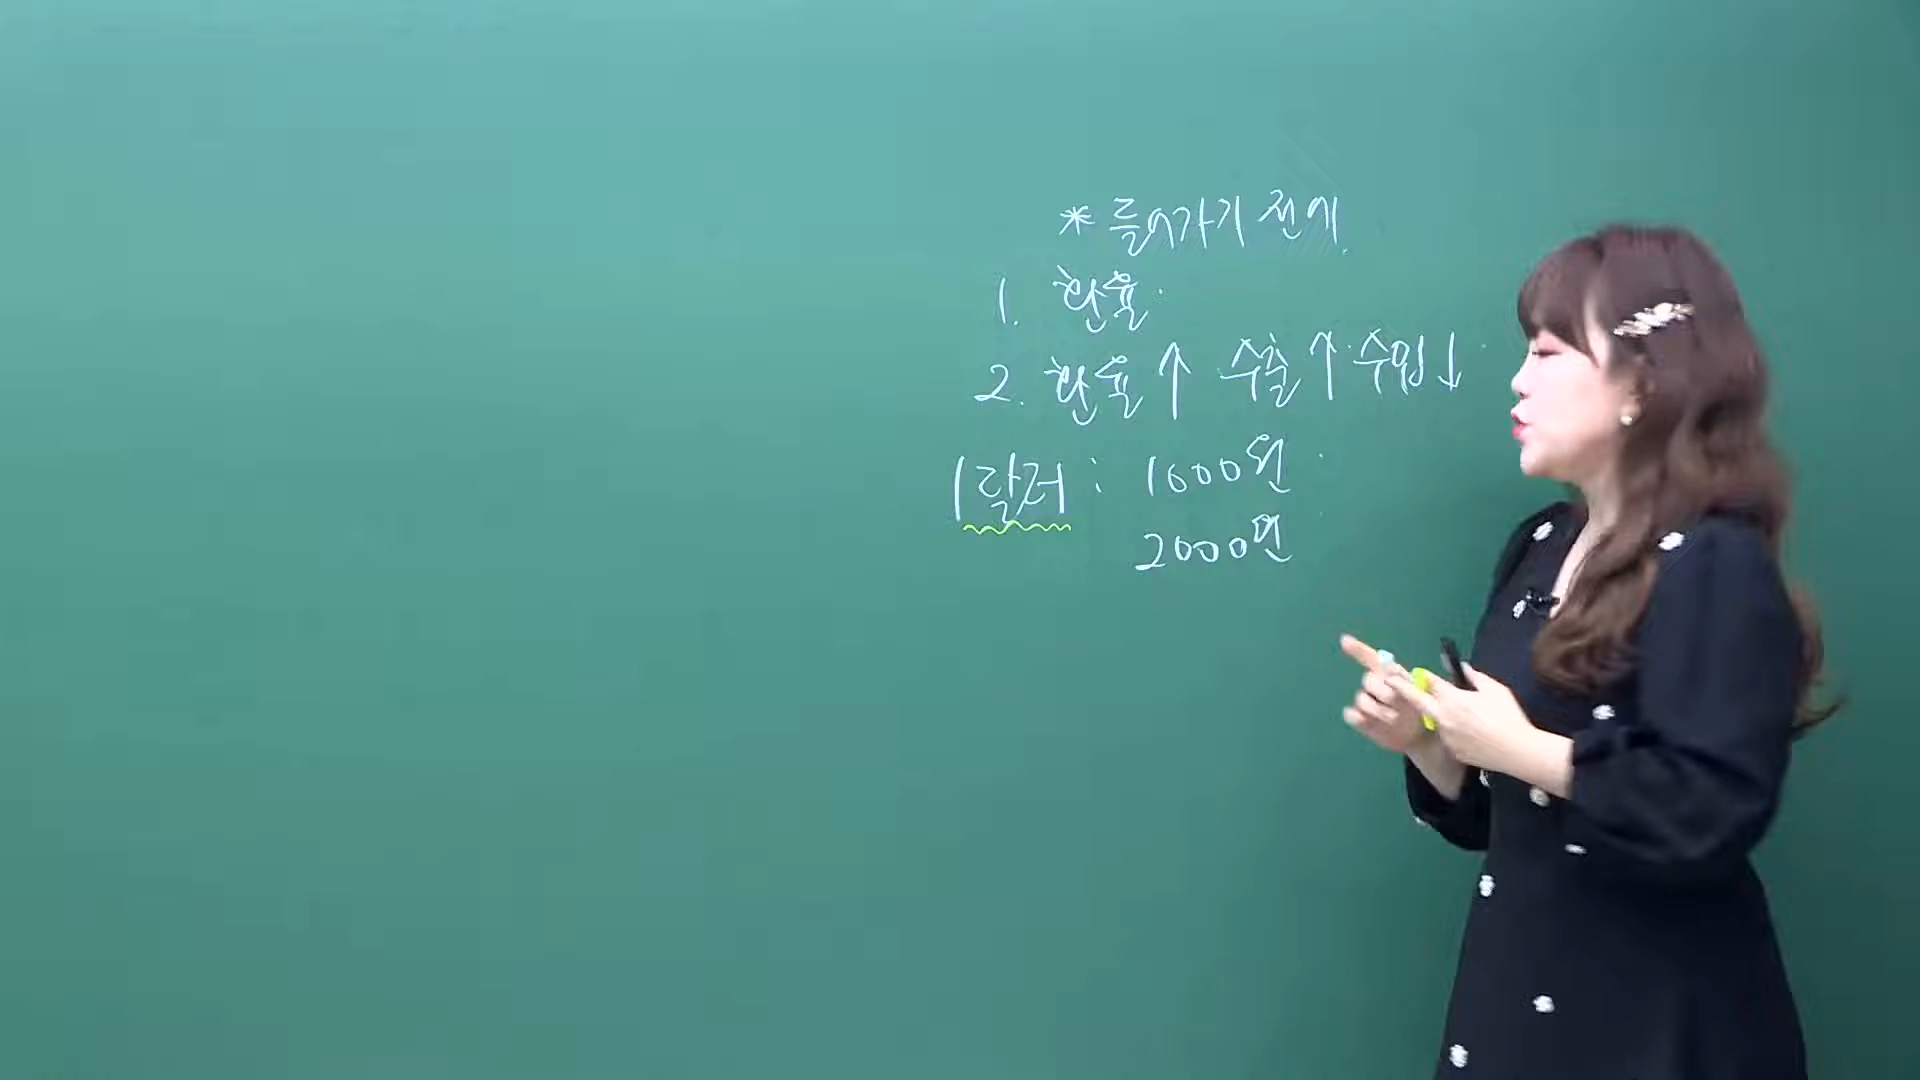 * 들어가기 전에.
1. 환율.
2. 환율↑ 수출↑ 수입↓
1달러 : 1000원
2000원